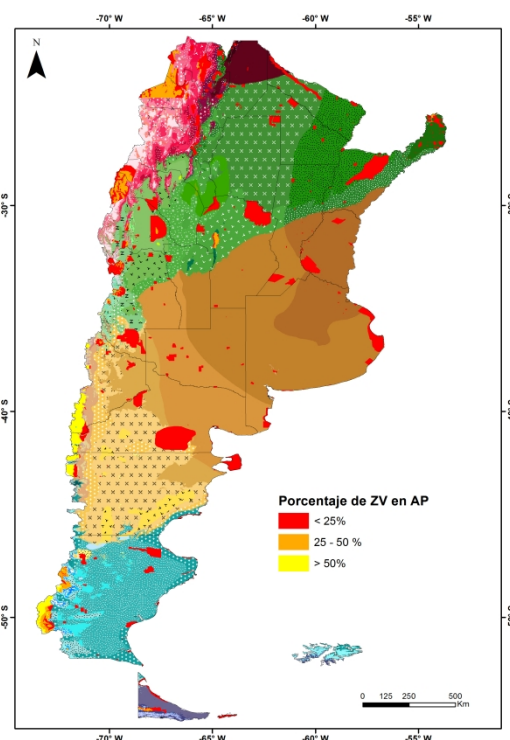 -70° W -65° W -60° W -55° W
N
-30° S
-40° S
Porcentaje de ZV en AP
< 25%
25 - 50 %
> 50%
-50° S
0 125 250 500
Km
-70° W -65° W -60° W -55° W